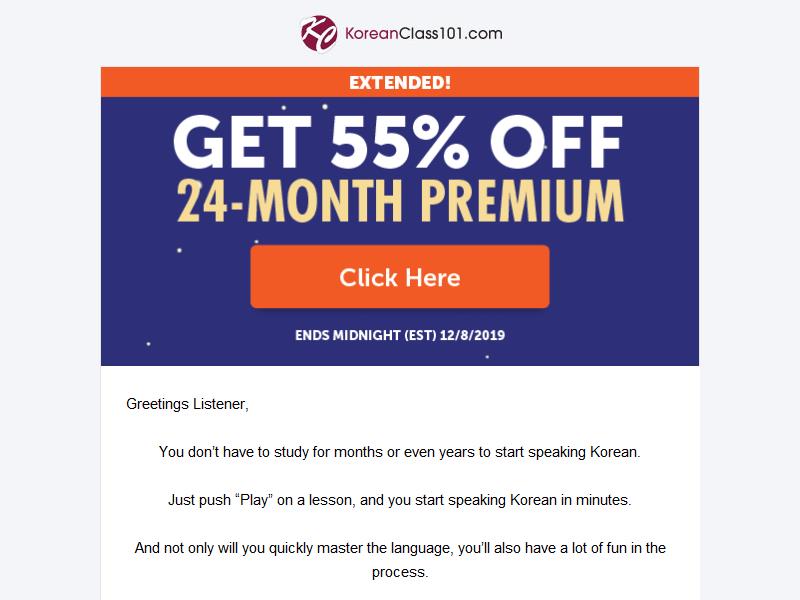 KoreanClass101.com
EXTENDED!
GET 55% OFF
24-MONTH PREMIUM
Click Here
ENDS MIDNIGHT (EST) 12/8/2019
Greetings Listener,
You don’t have to study for months or even years to start speaking Korean.
Just push “Play” on a lesson, and you start speaking Korean in minutes.
And not only will you quickly master the language, you’ll also have a lot of fun in the
process.